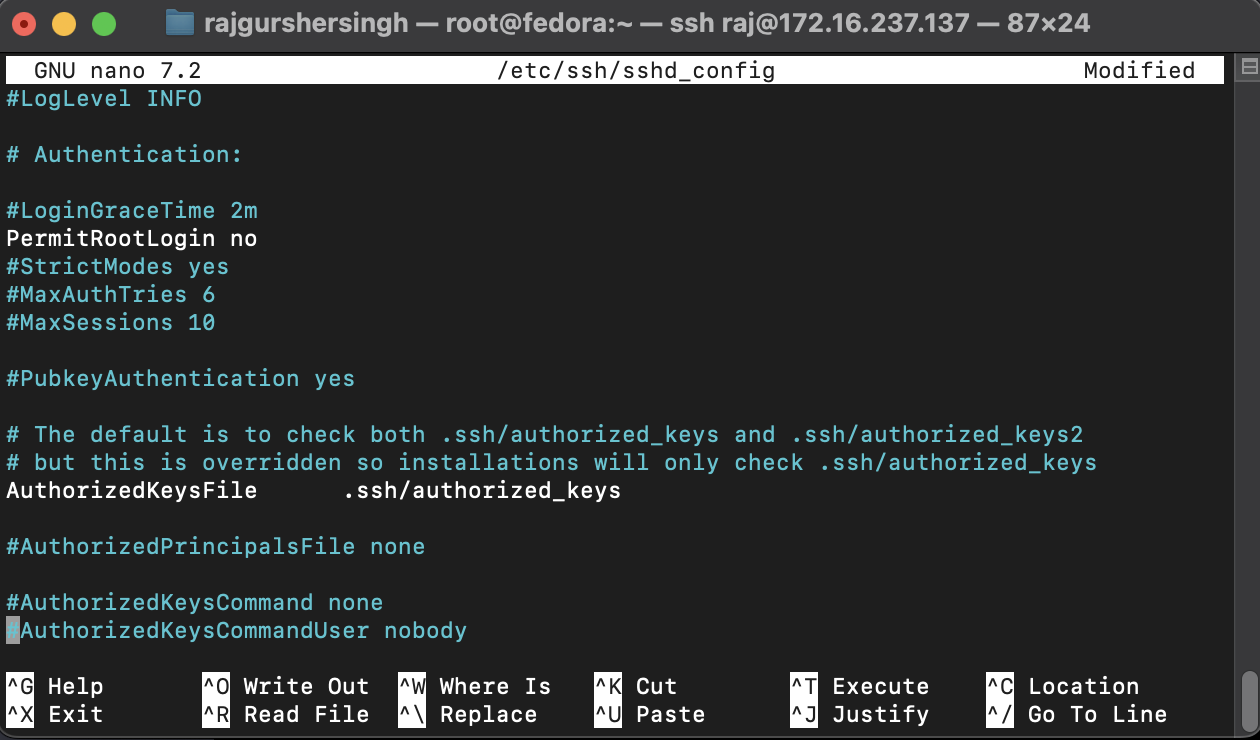 rajgurshersingh — root@fedora:~ — ssh raj@172.16.237.137 — 87×24
GNU nano 7.2 /etc/ssh/sshd_config Modified
#LogLevel INFO
# Authentication:
#LoginGraceTime 2m
PermitRootLogin no
#StrictModes yes
#MaxAuthTries 6
#MaxSessions 10
#PubkeyAuthentication yes
# The default is to check both .ssh/authorized_keys and .ssh/authorized_keys2
# but this is overridden so installations will only check .ssh/authorized_keys
AuthorizedKeysFile .ssh/authorized_keys
#AuthorizedPrincipalsFile none
#AuthorizedKeysCommand none
#AuthorizedKeysCommandUser nobody
^G Help ^O Write Out ^W Where Is ^K Cut ^T Execute ^C Location
^X Exit ^R Read File ^\ Replace ^U Paste ^J Justify ^/ Go To Line